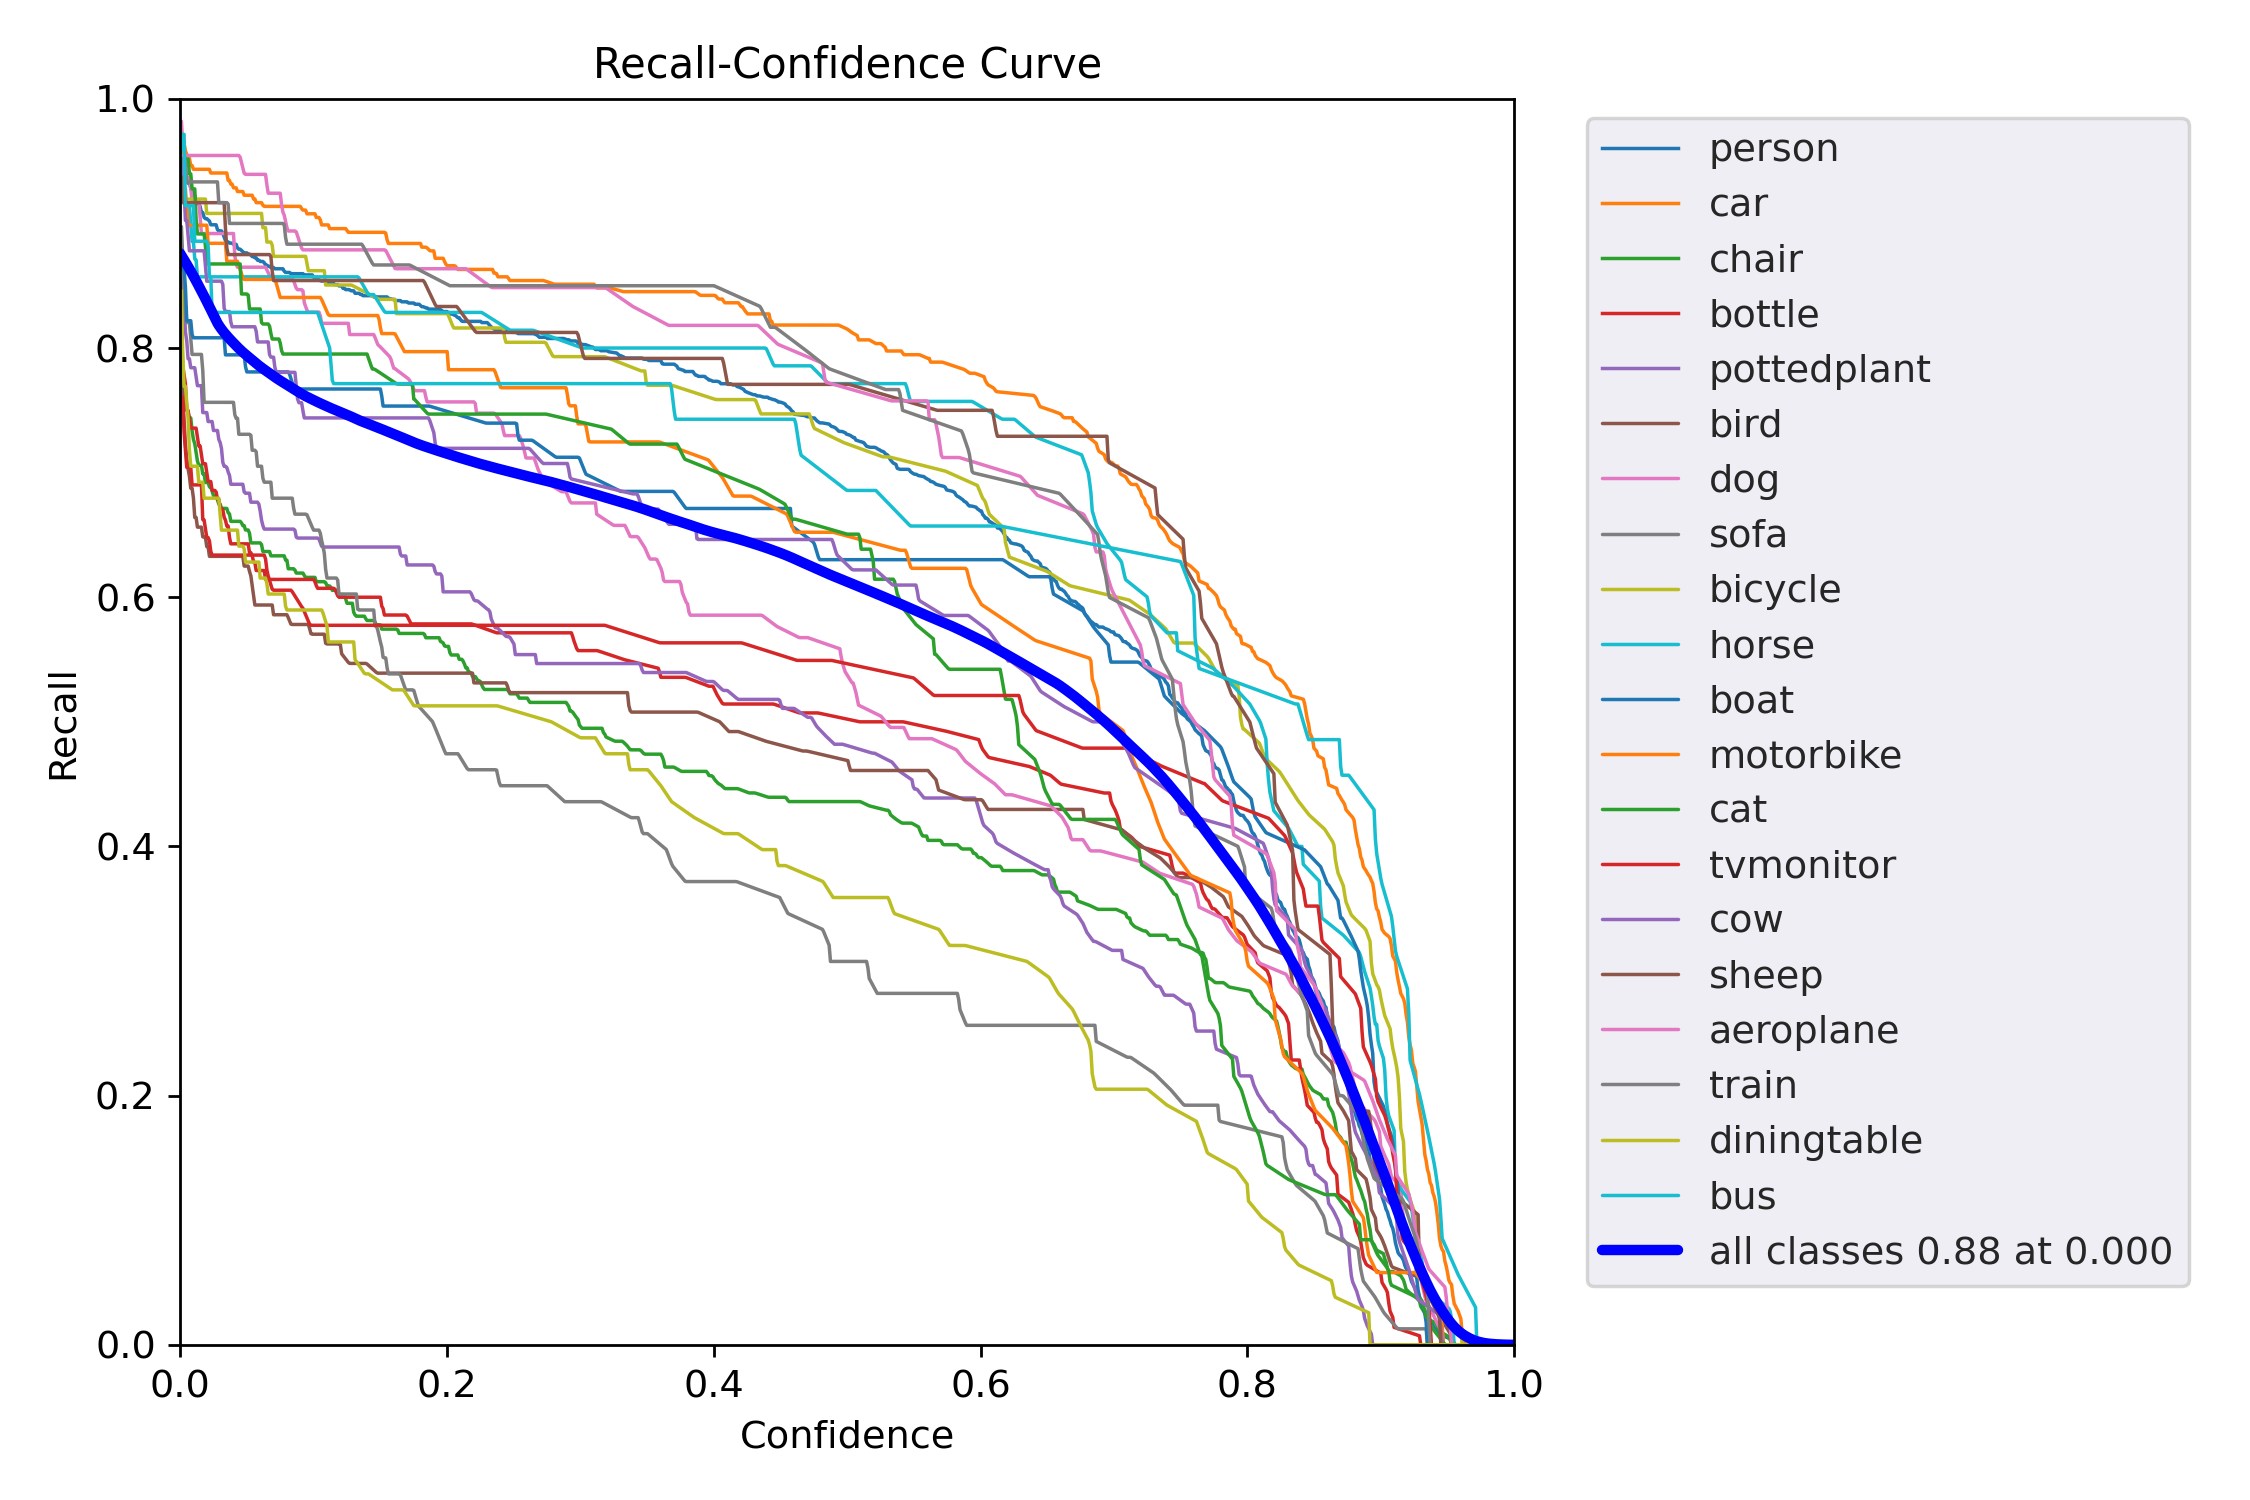 Recall-Confidence Curve
1.0
0.8
0.6
0.4
0.2
0.0
Recall
0.0 0.2 0.4 0.6 0.8 1.0
Confidence
person
car
chair
bottle
pottedplant
bird
dog
sofa
bicycle
horse
boat
motorbike
cat
tvmonitor
cow
sheep
aeroplane
train
diningtable
bus
all classes 0.88 at 0.000